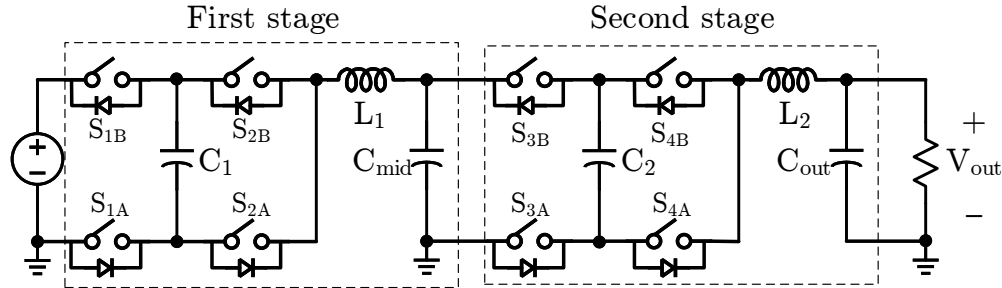 First stage
Second stage
S1B
S2B
L1
S3B
S4B
L2
+
+
−
C1
Cmid
C2
Cout
Vout
S1A
S2A
S3A
S4A
−